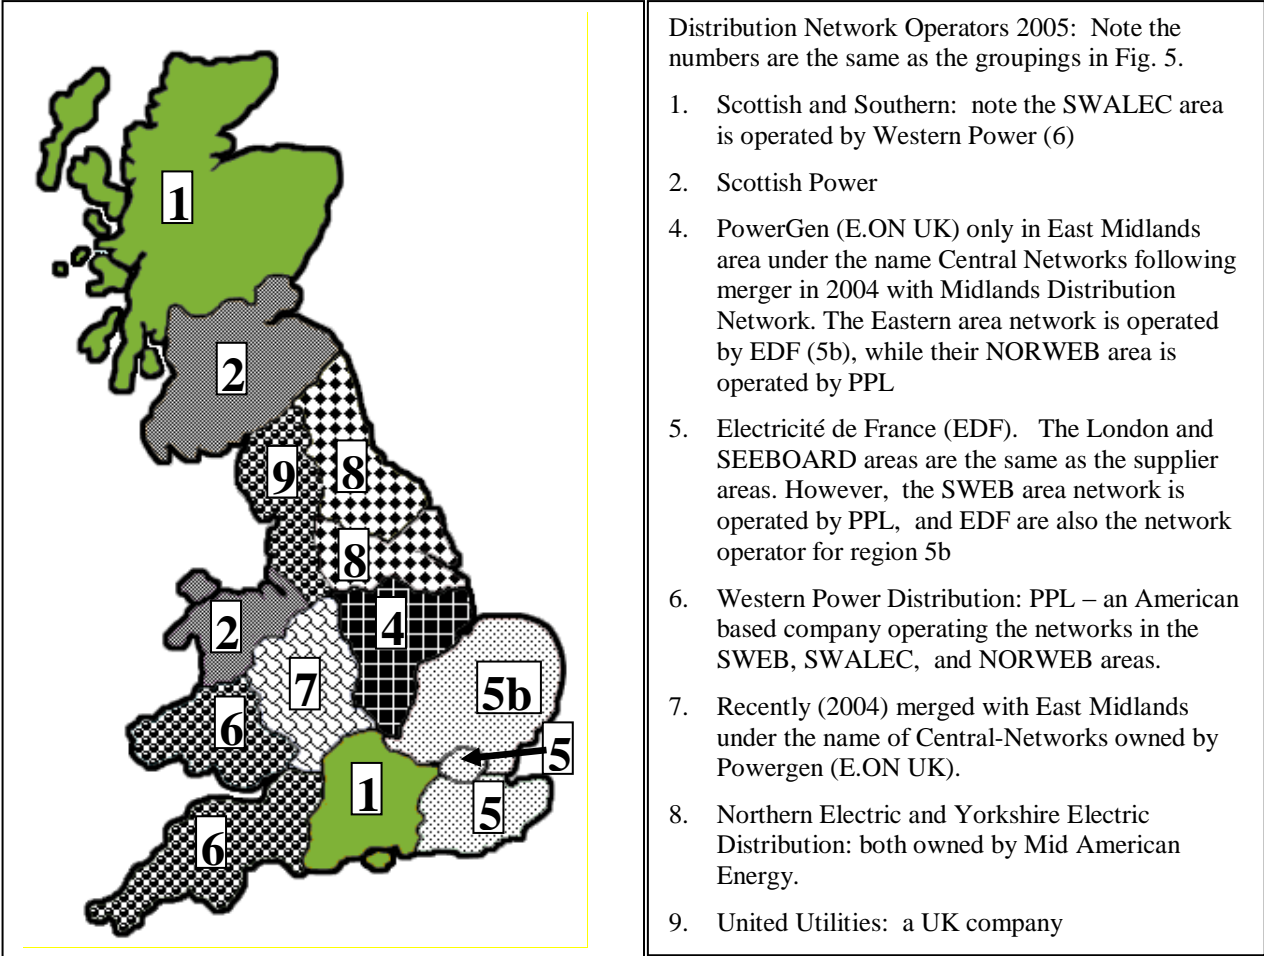 1
2
9
8
8
2
4
7
5b
6
5
1
5
6
Distribution Network Operators 2005: Note the
numbers are the same as the groupings in Fig. 5.
1. Scottish and Southern: note the SWALEC area
is operated by Western Power (6)
2. Scottish Power
4. PowerGen (E.ON UK) only in East Midlands
area under the name Central Networks following
merger in 2004 with Midlands Distribution
Network. The Eastern area network is operated
by EDF (5b), while their NORWEB area is
operated by PPL
5. Electricité de France (EDF). The London and
SEEBOARD areas are the same as the supplier
areas. However, the SWEB area network is
operated by PPL, and EDF are also the network
operator for region 5b
6. Western Power Distribution: PPL – an American
based company operating the networks in the
SWEB, SWALEC, and NORWEB areas.
7. Recently (2004) merged with East Midlands
under the name of Central-Networks owned by
Powergen (E.ON UK).
8. Northern Electric and Yorkshire Electric
Distribution: both owned by Mid American
Energy.
9. United Utilities: a UK company